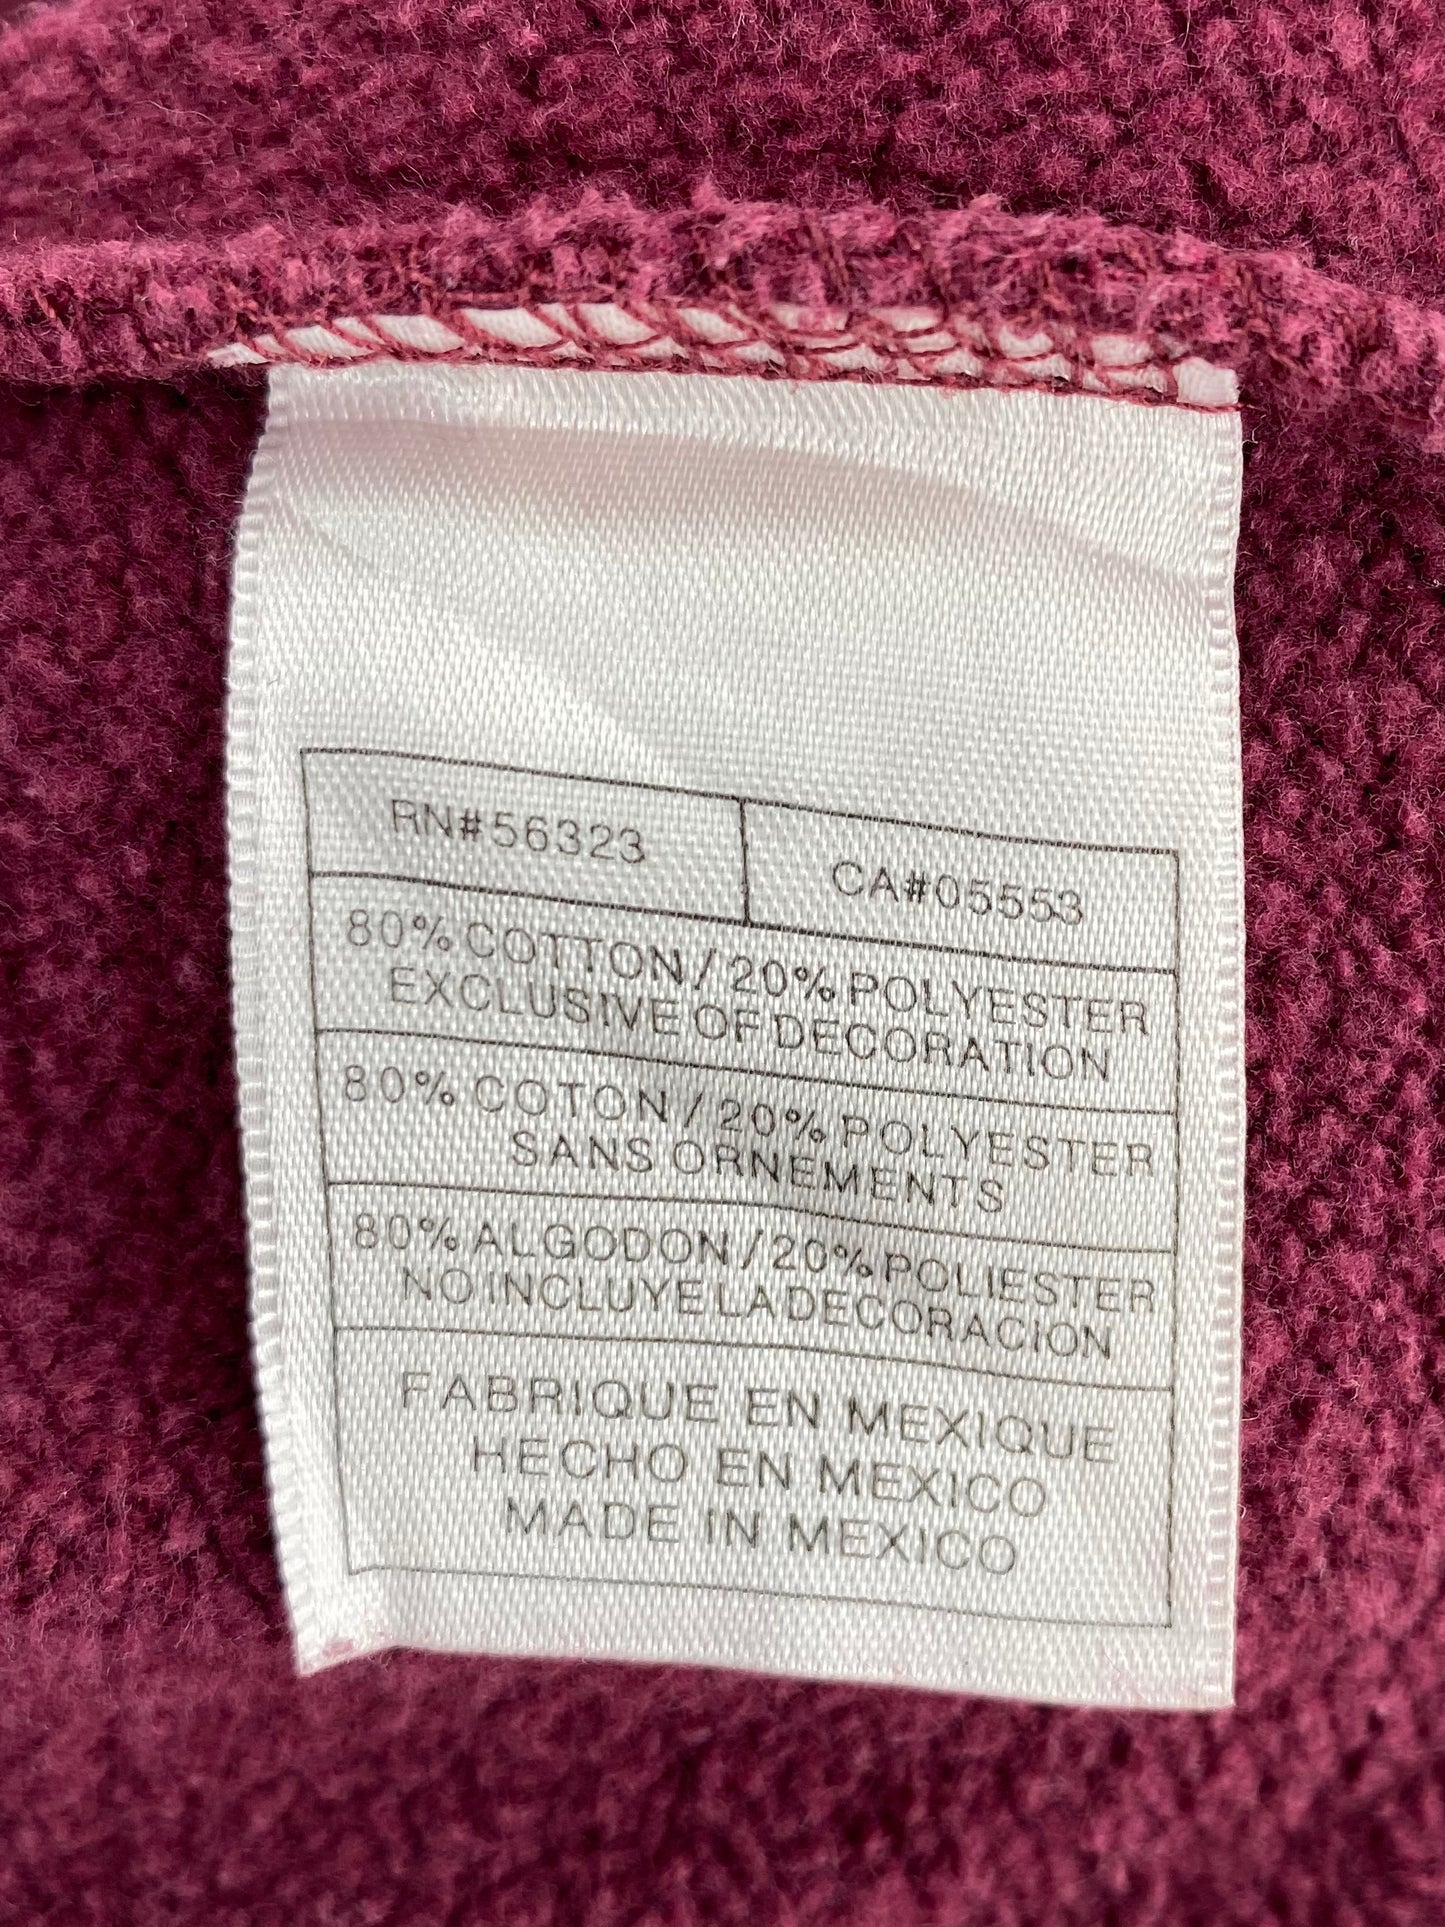 RN#56323 CA#05553
80% COTTON/20% POLYESTER
EXCLUSIVE OF DECORATION
80% COTON/20% POLYESTER
SANS ORNEMENTS
80% ALGODON/20% POLIESTER
NO INCLUYE LA DECORACION
FABRIQUE EN MEXIQUE
HECHO EN MEXICO
MADE IN MEXICO